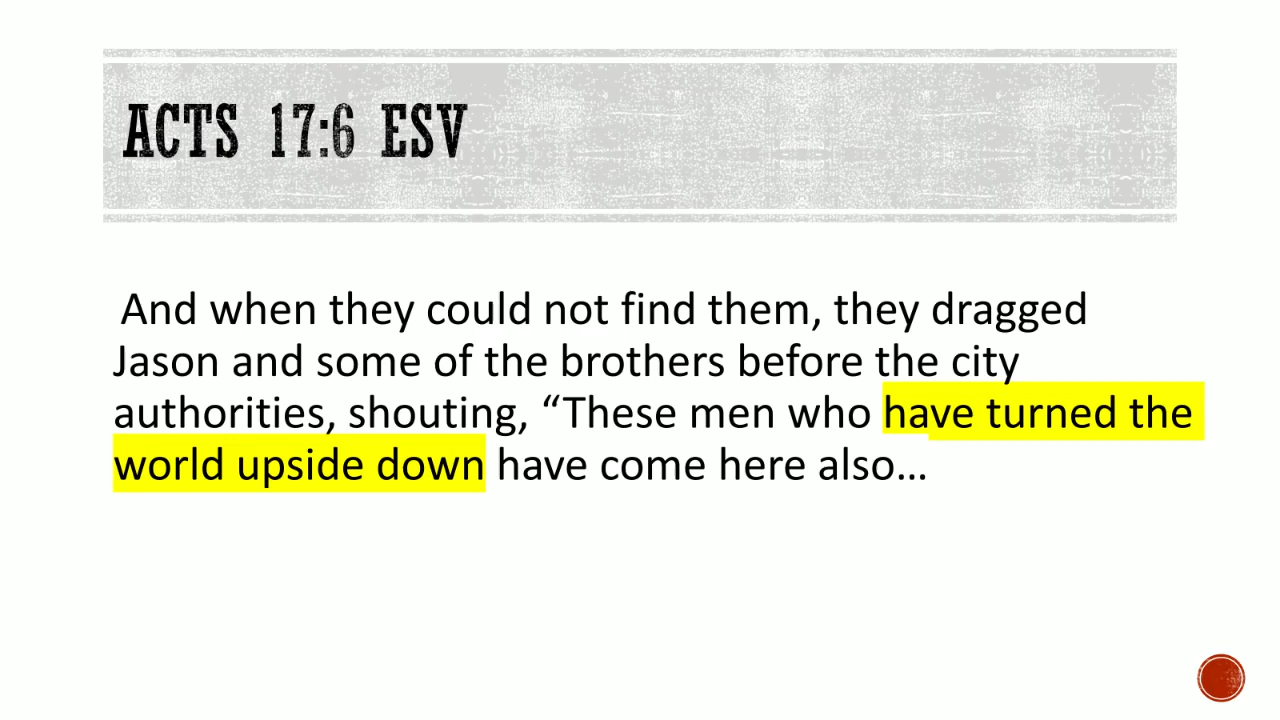 ACTS 17:6 ESV
And when they could not find them, they dragged
Jason and some of the brothers before the city
authorities, shouting, “These men who have turned the
world upside down have come here also…